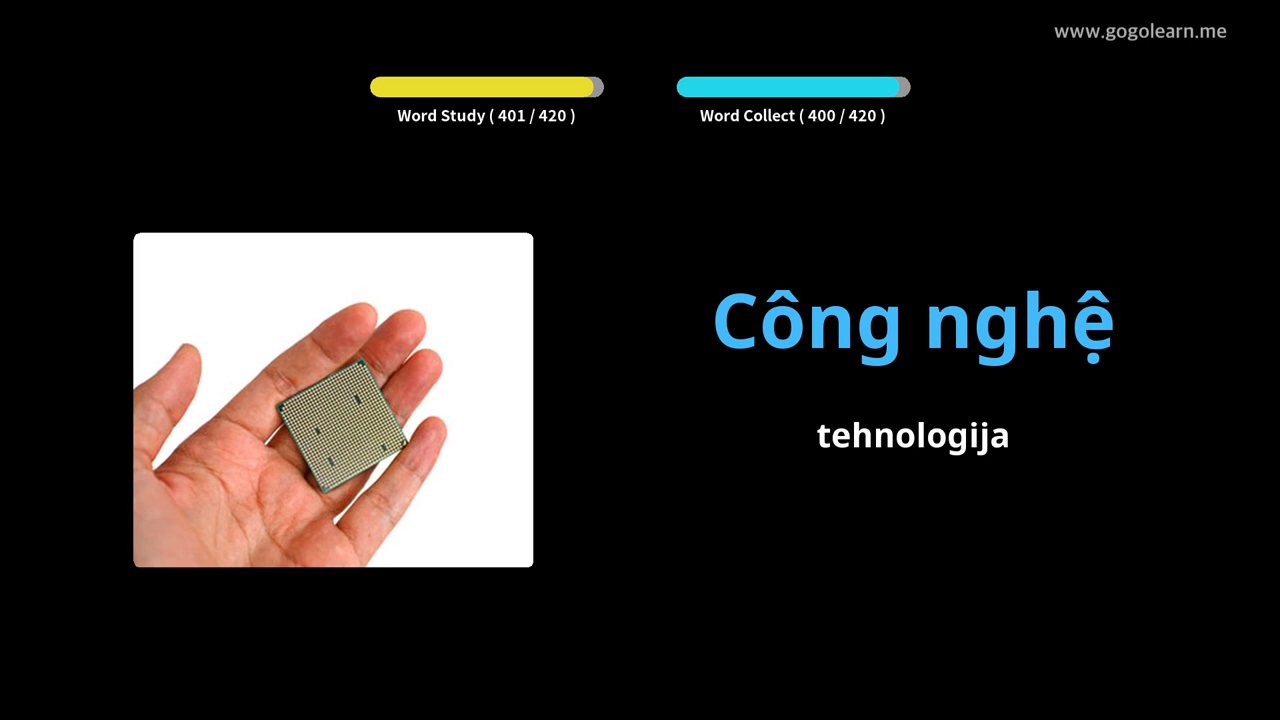 www.gogolearn.me
Word Study ( 401 / 420 )
Word Collect ( 400 / 420 )
Công nghệ
tehnologija